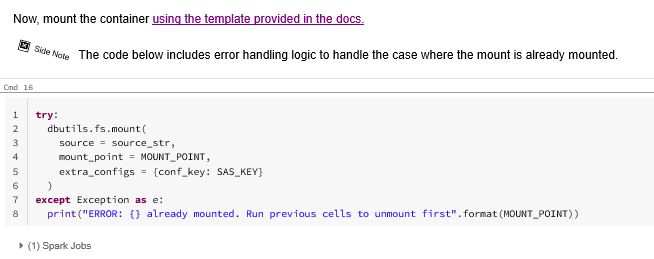 Now, mount the container using the template provided in the docs.
Side Note The code below includes error handling logic to handle the case where the mount is already mounted.
Cmd 16
1 try:
2   dbutils.fs.mount(
3     source = source_str,
4     mount_point = MOUNT_POINT,
5     extra_configs = {conf_key: SAS_KEY}
6   )
7 except Exception as e:
8   print("ERROR: {} already mounted. Run previous cells to unmount first".format(MOUNT_POINT))
(1) Spark Jobs